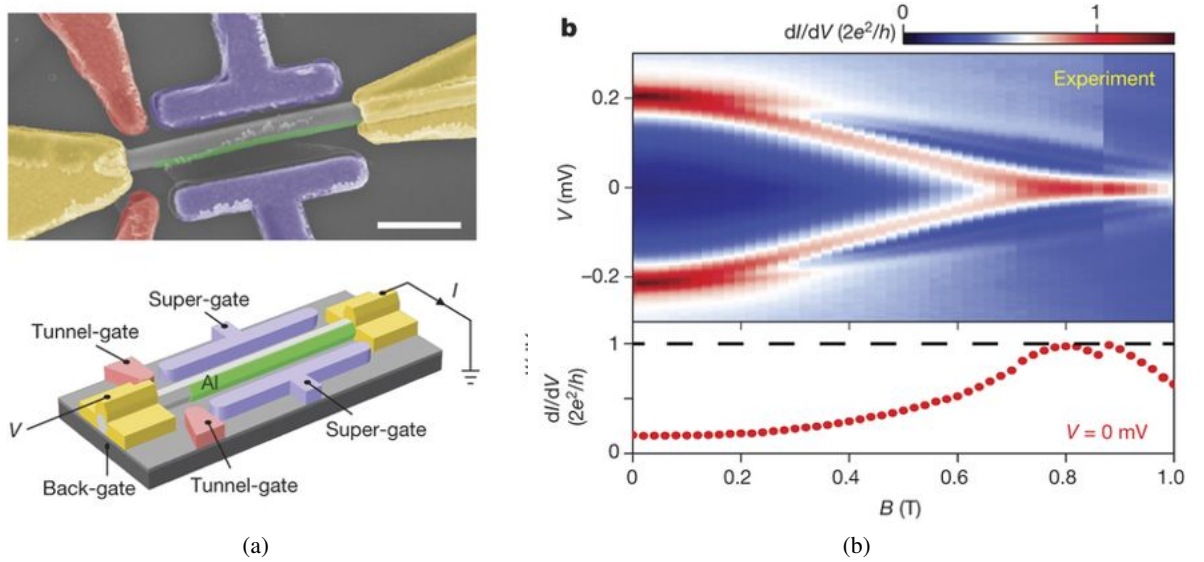 Super-gate
Tunnel-gate
I
Al
V
Super-gate
Back-gate
Tunnel-gate
(a)
b
dI/dV (2e²/h)
0
1
Experiment
0.2
0
−0.2
V (mV)
1
0
dI/dV
(2e²/h)
V = 0 mV
0
0.2
0.4
0.6
0.8
1.0
B (T)
(b)